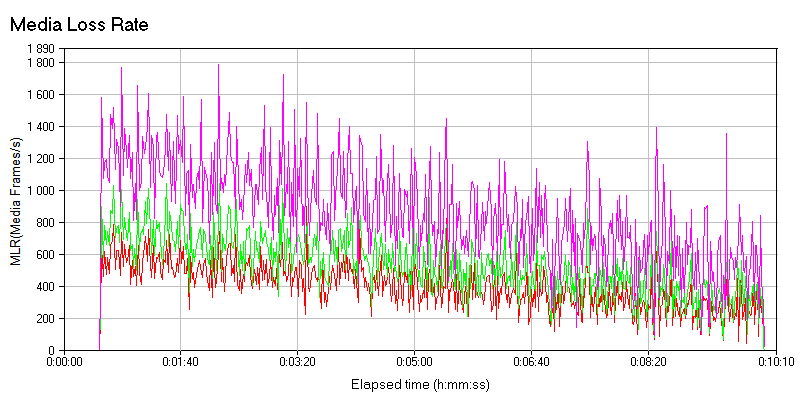 Media Loss Rate
1 890
1 800
1 600
1 400
1 200
1 000
800
600
400
200
0
MLR(Media Frames/s)
0:00:00 0:01:40 0:03:20 0:05:00 0:06:40 0:08:20 0:10:10
Elapsed time (h:mm:ss)